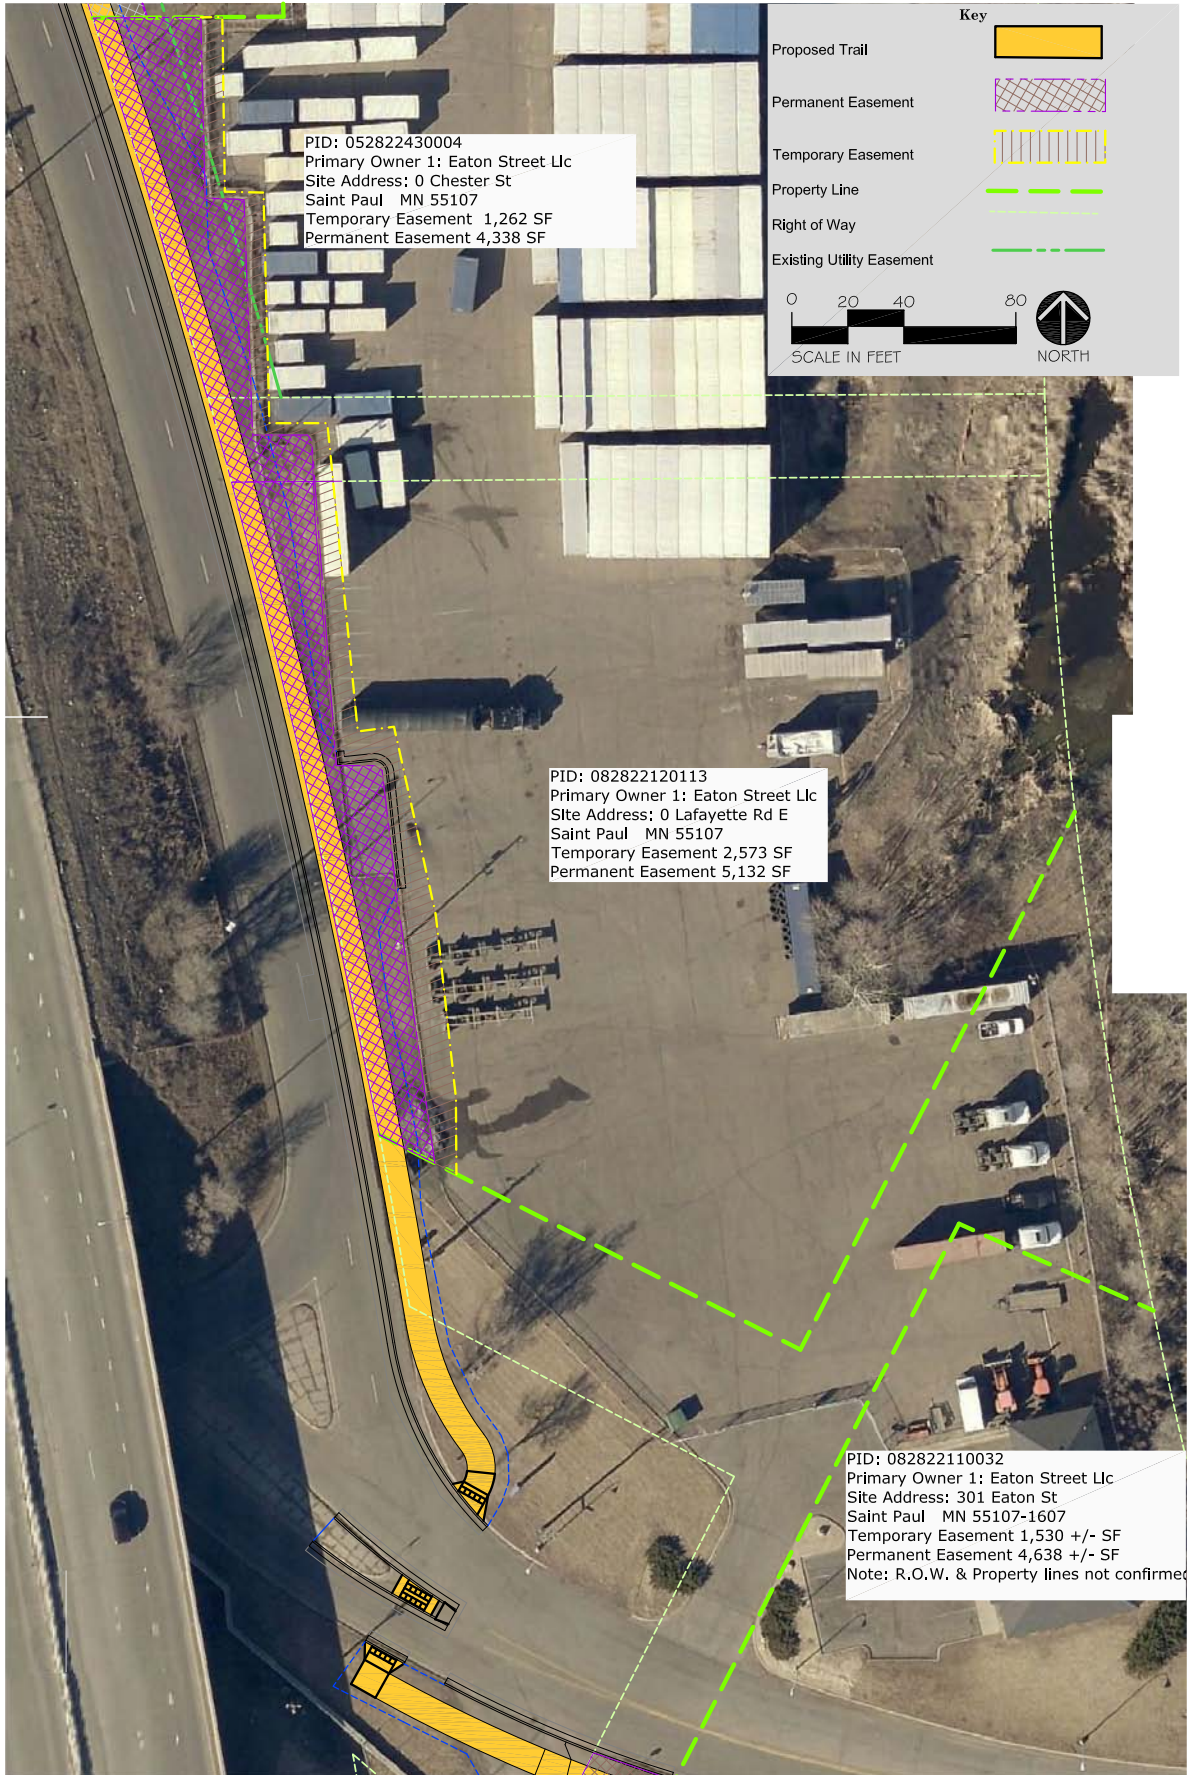 Key
Proposed Trail
Permanent Easement
Temporary Easement
Property Line
Right of Way
Existing Utility Easement
0 20 40 80
SCALE IN FEET
NORTH
PID: 052822430004
Primary Owner 1: Eaton Street Llc
Site Address: 0 Chester St
Saint Paul MN 55107
Temporary Easement 1,262 SF
Permanent Easement 4,338 SF
PID: 082822120113
Primary Owner 1: Eaton Street Llc
SIte Address: 0 Lafayette Rd E
Saint Paul MN 55107
Temporary Easement 2,573 SF
Permanent Easement 5,132 SF
PID: 082822110032
Primary Owner 1: Eaton Street Llc
Site Address: 301 Eaton St
Saint Paul MN 55107-1607
Temporary Easement 1,530 +/- SF
Permanent Easement 4,638 +/- SF
Note: R.O.W. & Property lines not confirmed